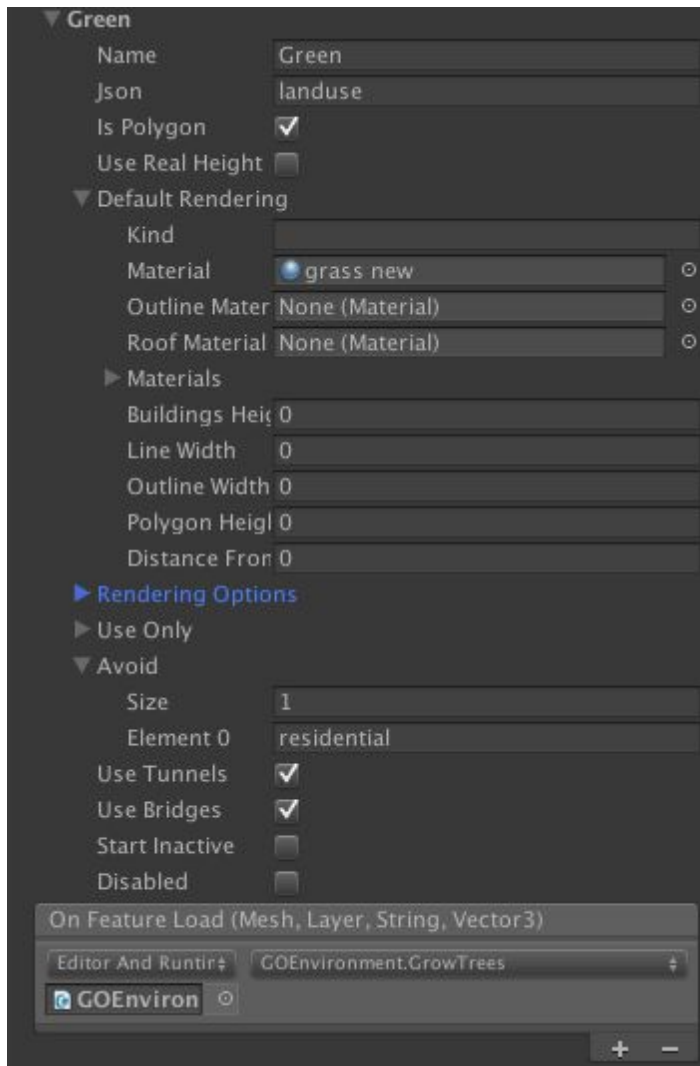 Green
Name Green
Json landuse
Is Polygon
Use Real Height
Default Rendering
Kind
Material grass new
Outline Mater None (Material)
Roof Material None (Material)
Materials
Buildings Heig 0
Line Width 0
Outline Width 0
Polygon Heigl 0
Distance Fron 0
Rendering Options
Use Only
Avoid
Size 1
Element 0 residential
Use Tunnels
Use Bridges
Start Inactive
Disabled
On Feature Load (Mesh, Layer, String, Vector3)
Editor And Runtir GOEnvironment.GrowTrees
GOEnviron
+ −